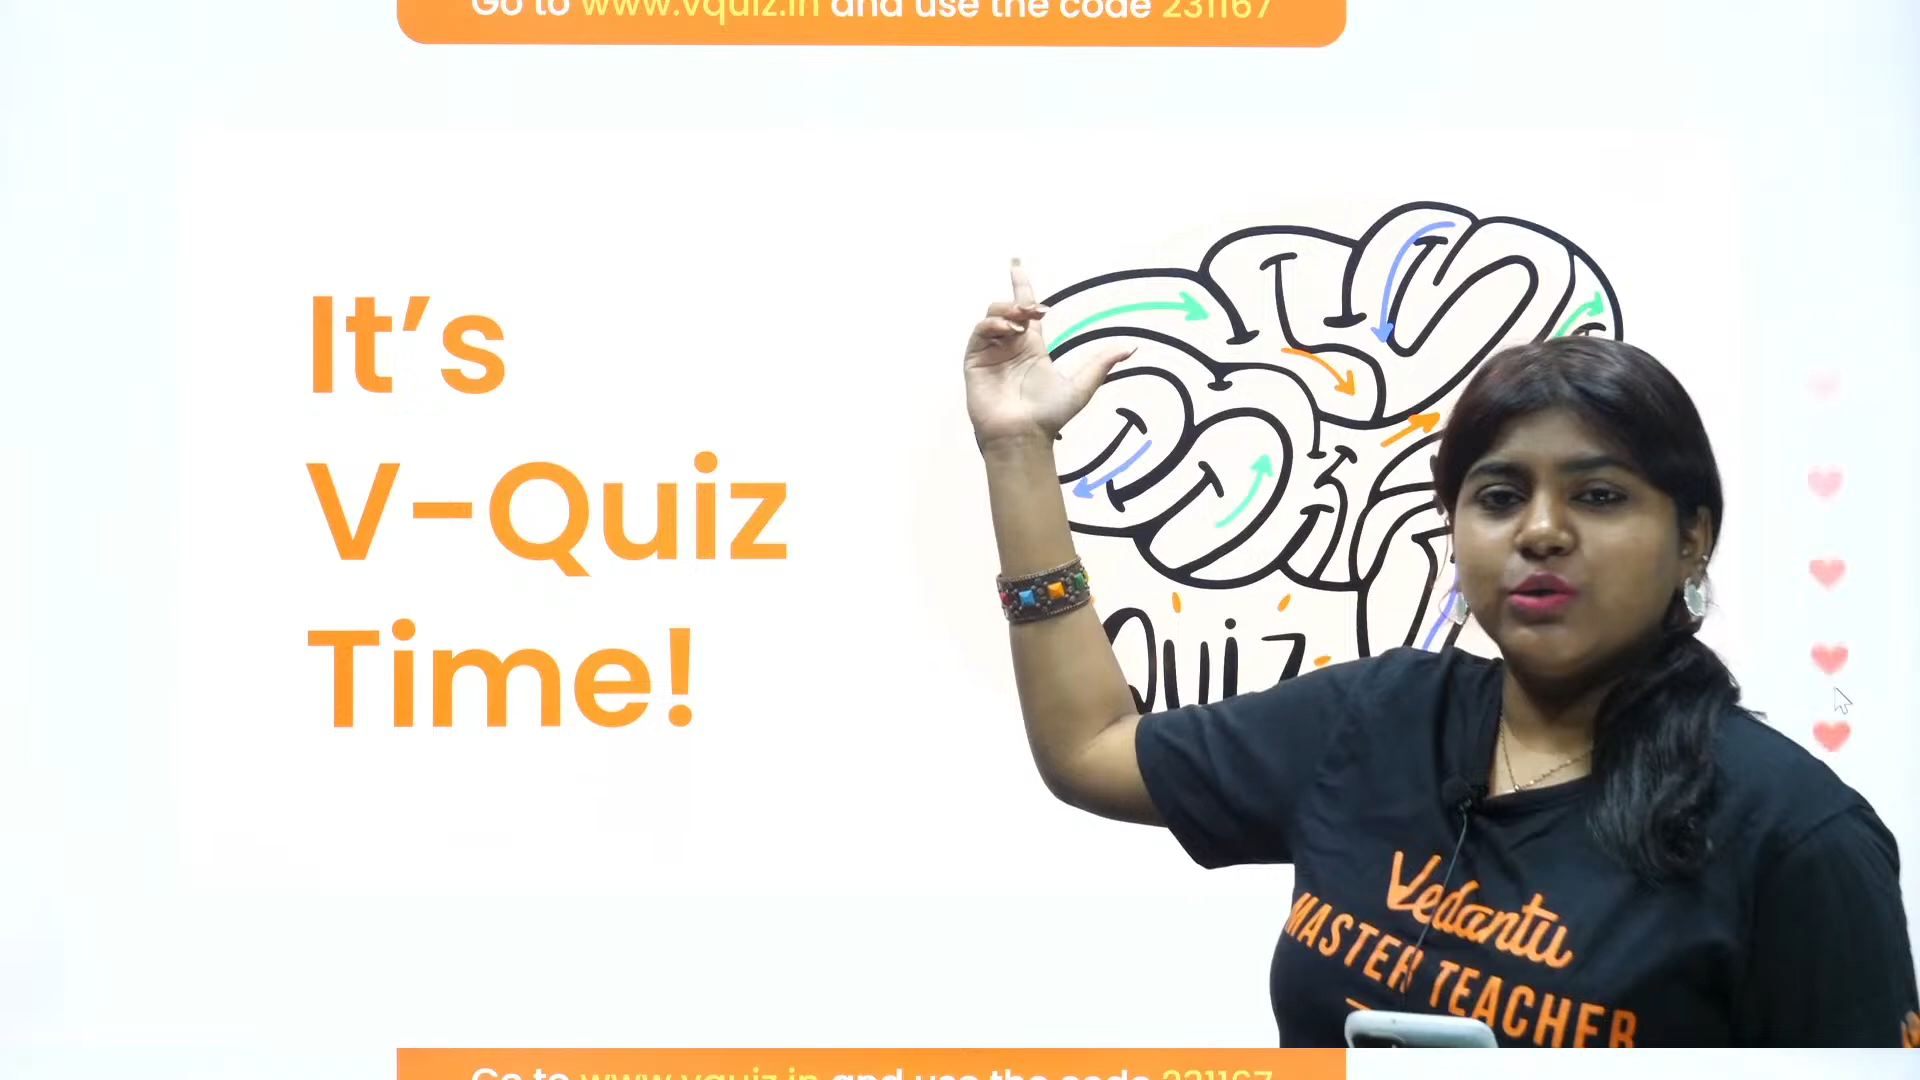 Go to www.vquiz.in and use the code 231167
It’s
V-Quiz
Time!
Quiz
Vedantu
MASTER TEACHER
Go to www.vquiz.in and use the code 231167